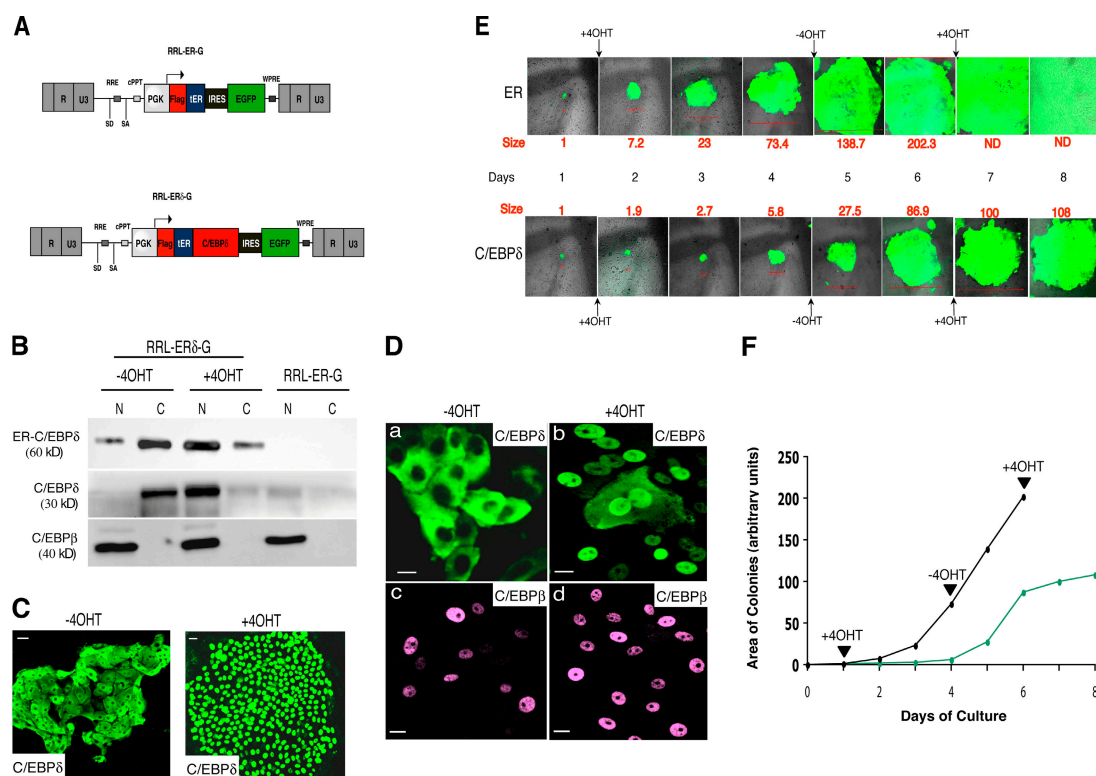 A
RRL-ER-G
RRE cPPT WPRE
R U3 PGK Flag tER IRES EGFP R U3
SD SA
RRL-ERδ-G
RRE cPPT WPRE
R U3 PGK Flag tER C/EBPδ IRES EGFP R U3
SD SA
B
RRL-ERδ-G
-4OHT +4OHT RRL-ER-G
N C N C N C
ER-C/EBPδ
(60 kD)
C/EBPδ
(30 kD)
C/EBPβ
(40 kD)
C
-4OHT +4OHT
C/EBPδ C/EBPδ
D
-4OHT +4OHT
a C/EBPδ b C/EBPδ
c C/EBPβ d C/EBPβ
E
+4OHT -4OHT +4OHT
ER
Size 1 7.2 23 73.4 138.7 202.3 ND ND
Days 1 2 3 4 5 6 7 8
Size 1 1.9 2.7 5.8 27.5 86.9 100 108
C/EBPδ
+4OHT -4OHT +4OHT
F
Area of Colonies (arbitrary units)
250
200
150
100
50
0
+4OHT
-4OHT
+4OHT
0 2 4 6 8
Days of Culture